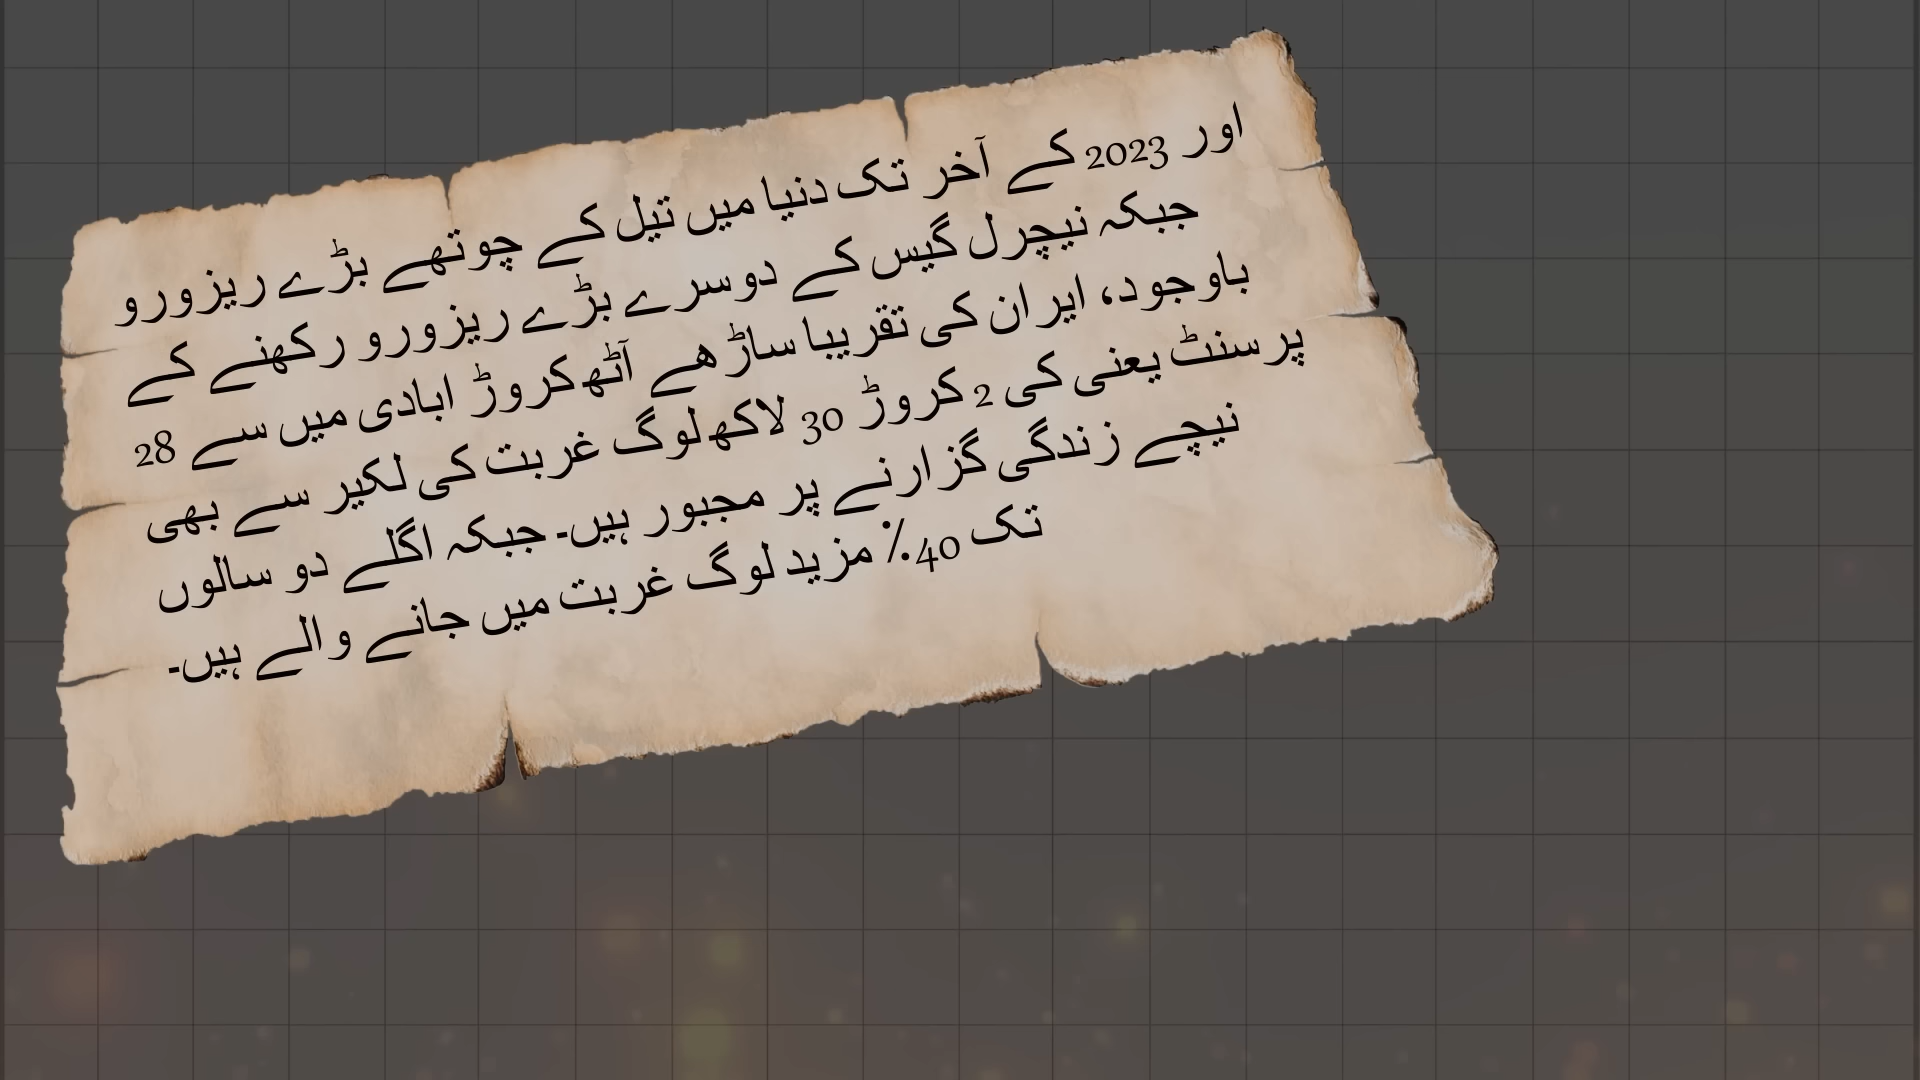 اور 2023 کے آخر تک دنیا میں تیل کے چوتھے بڑے ریزورو
جبکہ نیچرل گیس کے دوسرے بڑے ریزورو رکھنے کے
باوجود، ایران کی تقریبا ساڑھے آٹھ کروڑ ابادی میں سے 28
پرسنٹ یعنی کی 2 کروڑ 30 لاکھ لوگ غربت کی لکیر سے بھی
نیچے زندگی گزارنے پر مجبور ہیں۔ جبکہ اگلے دو سالوں
تک 40٪ مزید لوگ غربت میں جانے والے ہیں۔